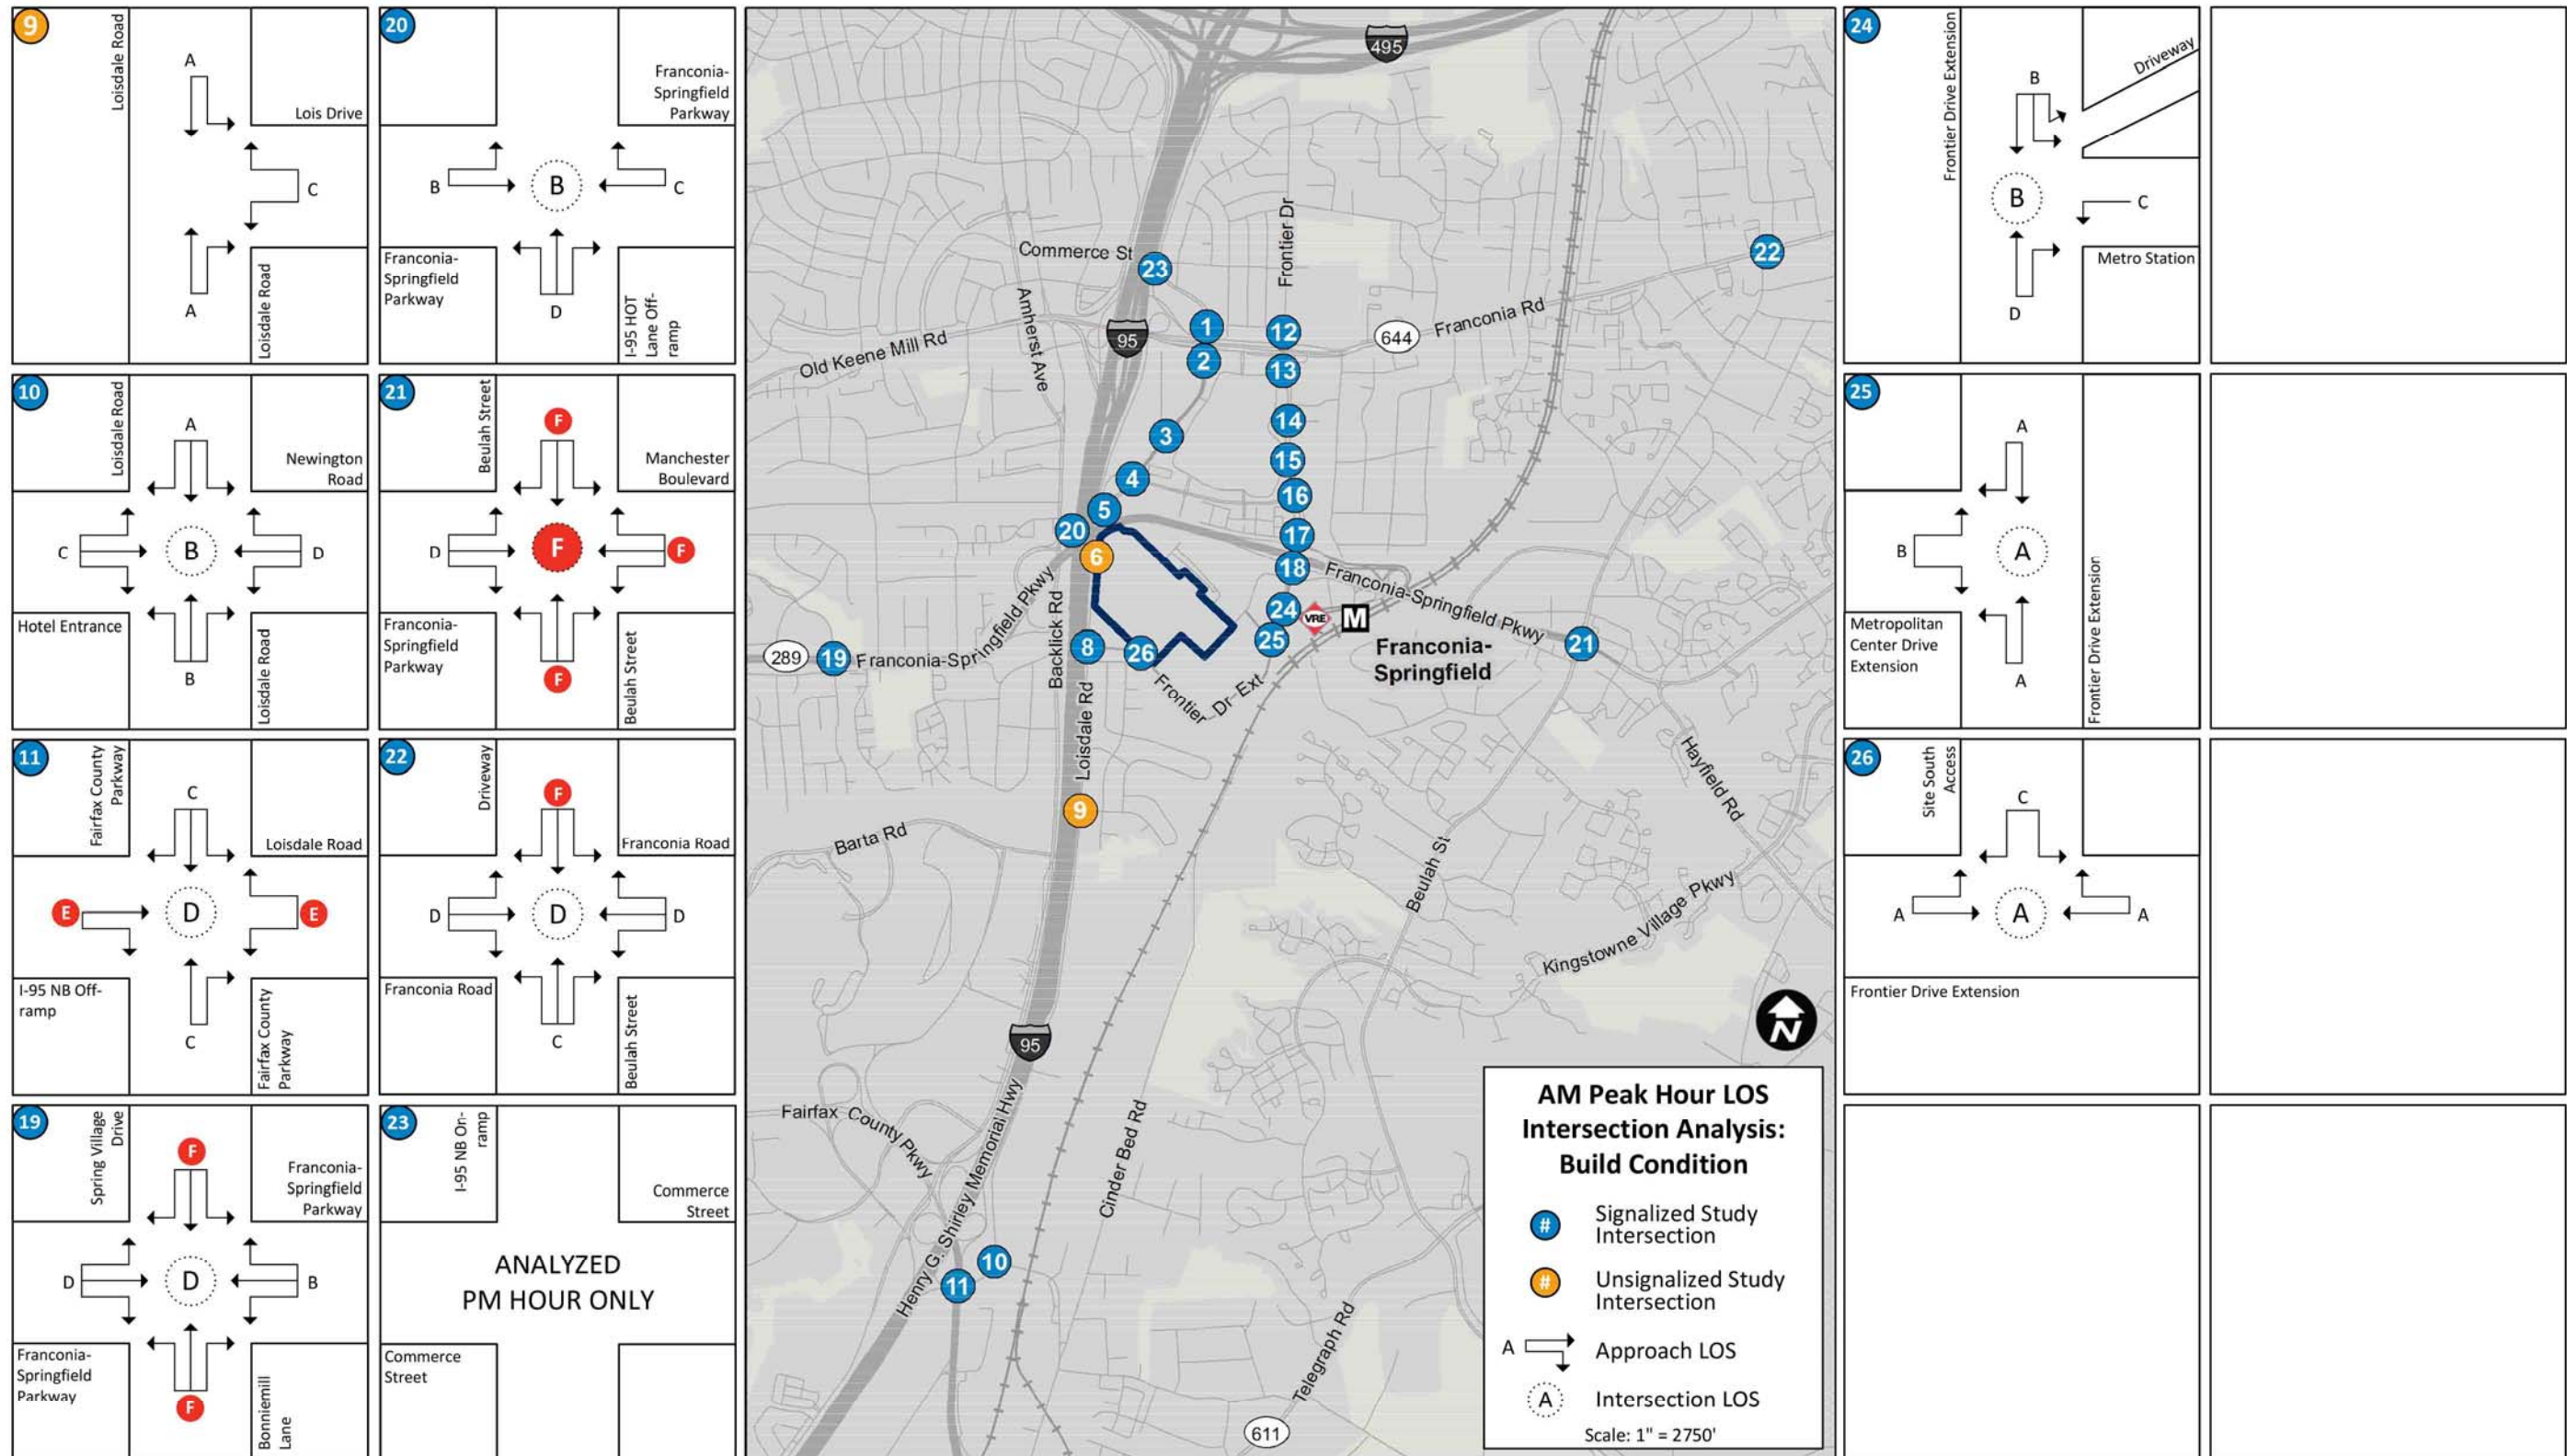 9
Loisdale Road
A
Lois Drive
C
A
Loisdale Road
20
Franconia-
Springfield
Parkway
B
B
C
Franconia-
Springfield
Parkway
D
I-95 HOT
Lane Off-
ramp
10
Loisdale Road
A
Newington
Road
C
B
D
Hotel Entrance
B
Loisdale Road
21
Beulah Street
F
Manchester
Boulevard
D
F
F
Franconia-
Springfield
Parkway
F
Beulah Street
11
Fairfax County
Parkway
C
Loisdale Road
E
D
E
I-95 NB Off-
ramp
C
Fairfax County
Parkway
22
Driveway
F
Franconia Road
D
D
D
Franconia Road
C
Beulah Street
19
Spring Village
Drive
F
Franconia-
Springfield
Parkway
D
D
B
Franconia-
Springfield
Parkway
F
Bonniemill
Lane
23
I-95 NB On-
ramp
Commerce
Street
ANALYZED
PM HOUR ONLY
Commerce
Street
495
Commerce St
23
Frontier Dr
22
Amherst Ave
1
12
95
2
13
644
Franconia Rd
Old Keene Mill Rd
14
3
15
4
16
5
20
17
6
18
Franconia-Springfield Pkwy
24
VRE
M
Franconia-
Springfield
25
21
8
26
289
19
Franconia-Springfield Pkwy
Backlick Rd
Frontier Dr Ext
Loisdale Rd
Hayfield Rd
9
Barta Rd
Beulah St
Kingstowne Village Pkwy
95
N
Fairfax County Pkwy
Henry G. Shirley Memorial Hwy
Cinder Bed Rd
10
11
Telegraph Rd
611
AM Peak Hour LOS
Intersection Analysis:
Build Condition
#
Signalized Study
Intersection
#
Unsignalized Study
Intersection
A
Approach LOS
A
Intersection LOS
Scale: 1" = 2750'
24
Frontier Drive Extension
B
Driveway
B
C
Metro Station
D
25
A
B
A
Metropolitan
Center Drive
Extension
A
Frontier Drive Extension
26
Site South
Access
C
A
A
A
Frontier Drive Extension